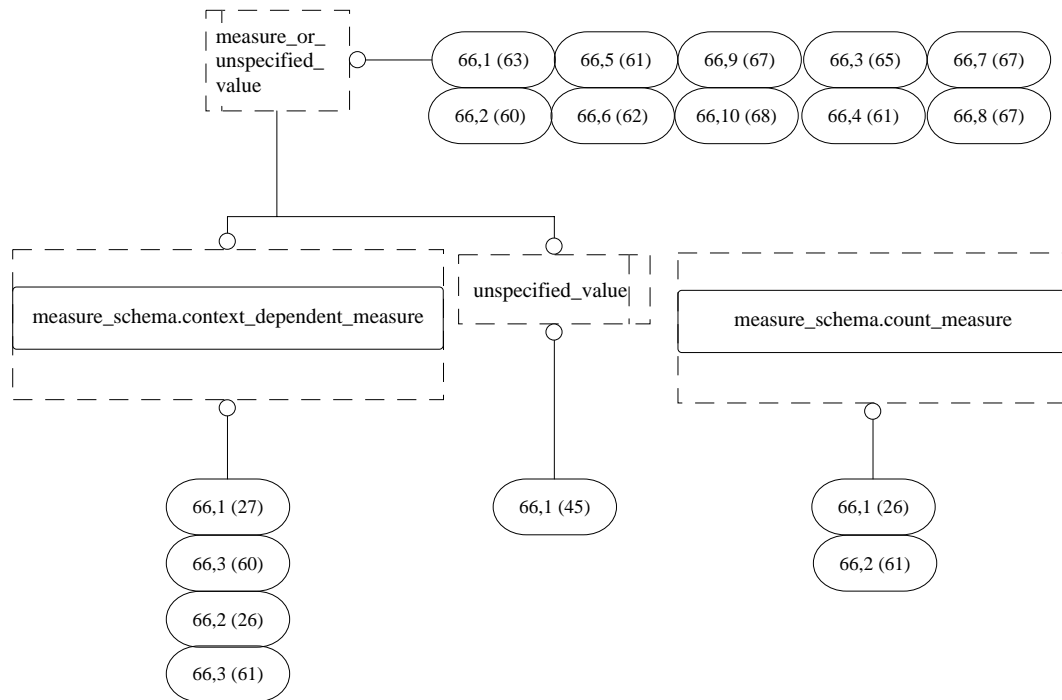 measure_or_
unspecified_
value
66,1 (63)
66,5 (61)
66,9 (67)
66,3 (65)
66,7 (67)
66,2 (60)
66,6 (62)
66,10 (68)
66,4 (61)
66,8 (67)
measure_schema.context_dependent_measure
unspecified_value
measure_schema.count_measure
66,1 (27)
66,3 (60)
66,2 (26)
66,3 (61)
66,1 (45)
66,1 (26)
66,2 (61)